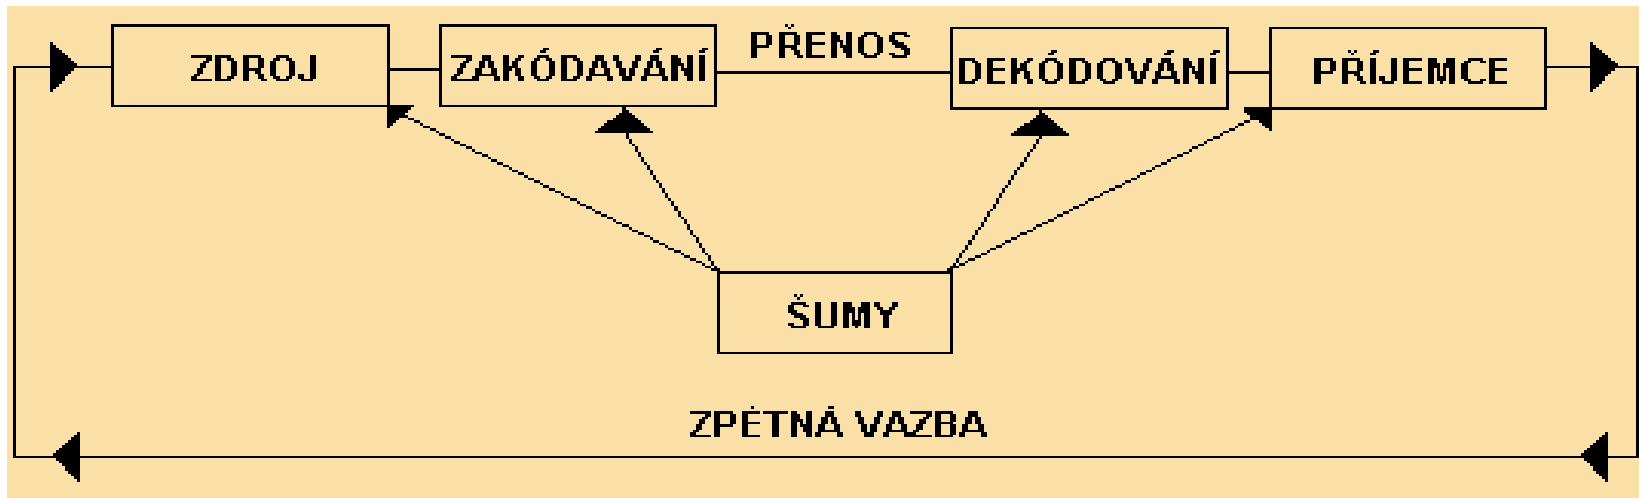 ZDROJ
ZAKÓDAVÁNÍ
PŘENOS
DEKÓDOVÁNÍ
PŘÍJEMCE
ŠUMY
ZPĚTNÁ VAZBA